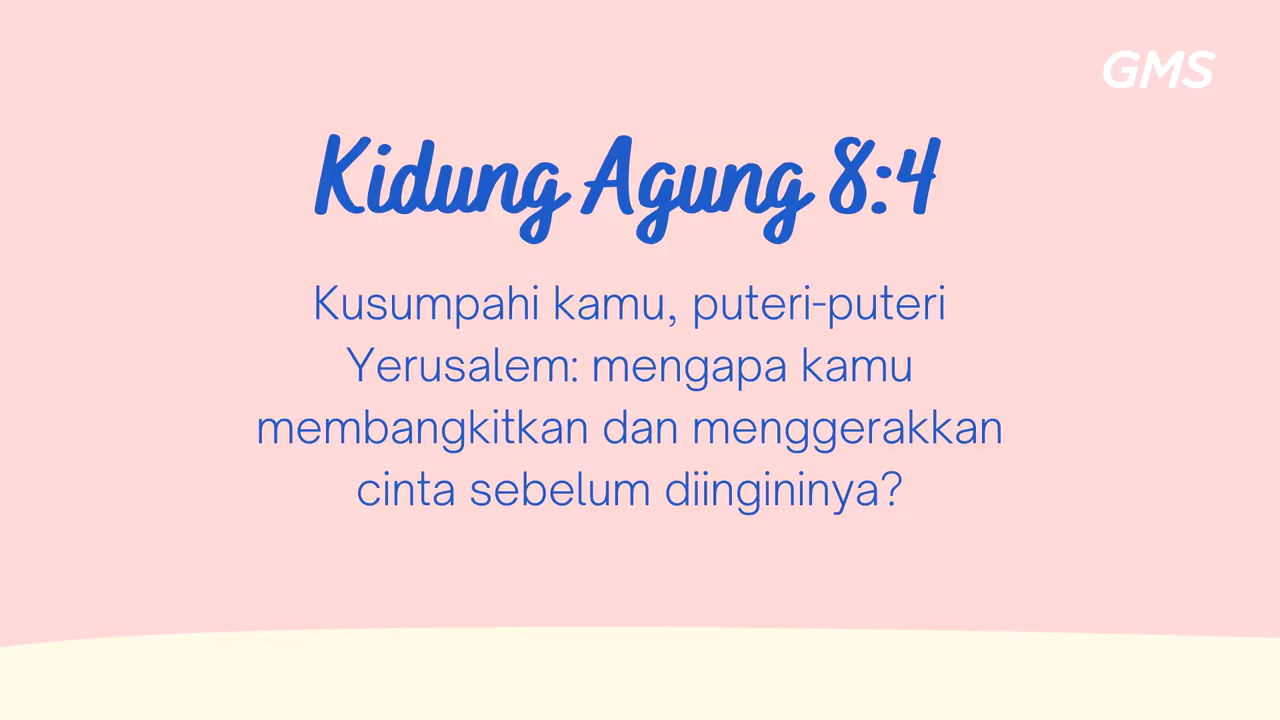 GMS
Kidung Agung 8:4
Kusumpahi kamu, puteri-puteri
Yerusalem: mengapa kamu
membangkitkan dan menggerakkan
cinta sebelum diingininya?